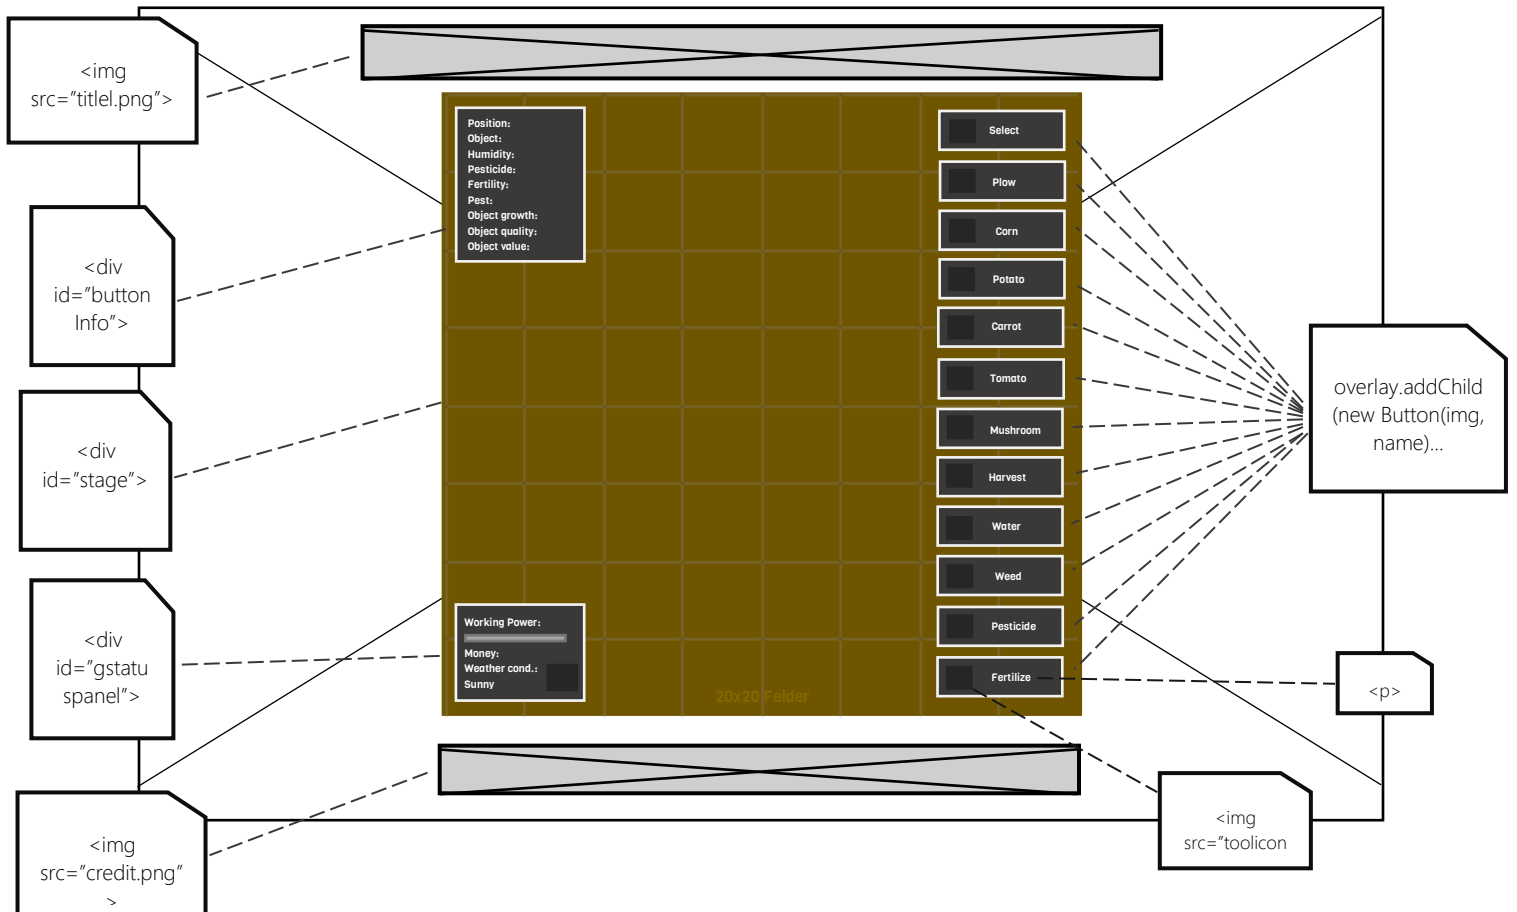 <img
src="titlel.png">
<div
id="button
Info">
<div
id="stage">
<div
id="gstatu
spanel">
<img
src="credit.png"
>
Position:
Object:
Humidity:
Pesticide:
Fertility:
Pest:
Object growth:
Object quality:
Object value:
Working Power:
Money:
Weather cond.:
Sunny
20x20 Felder
Select
Plow
Corn
Potato
Carrot
Tomato
Mushroom
Harvest
Water
Weed
Pesticide
Fertilize
overlay.addChild
(new Button(img,
name)...
<p>
<img
src="toolicon